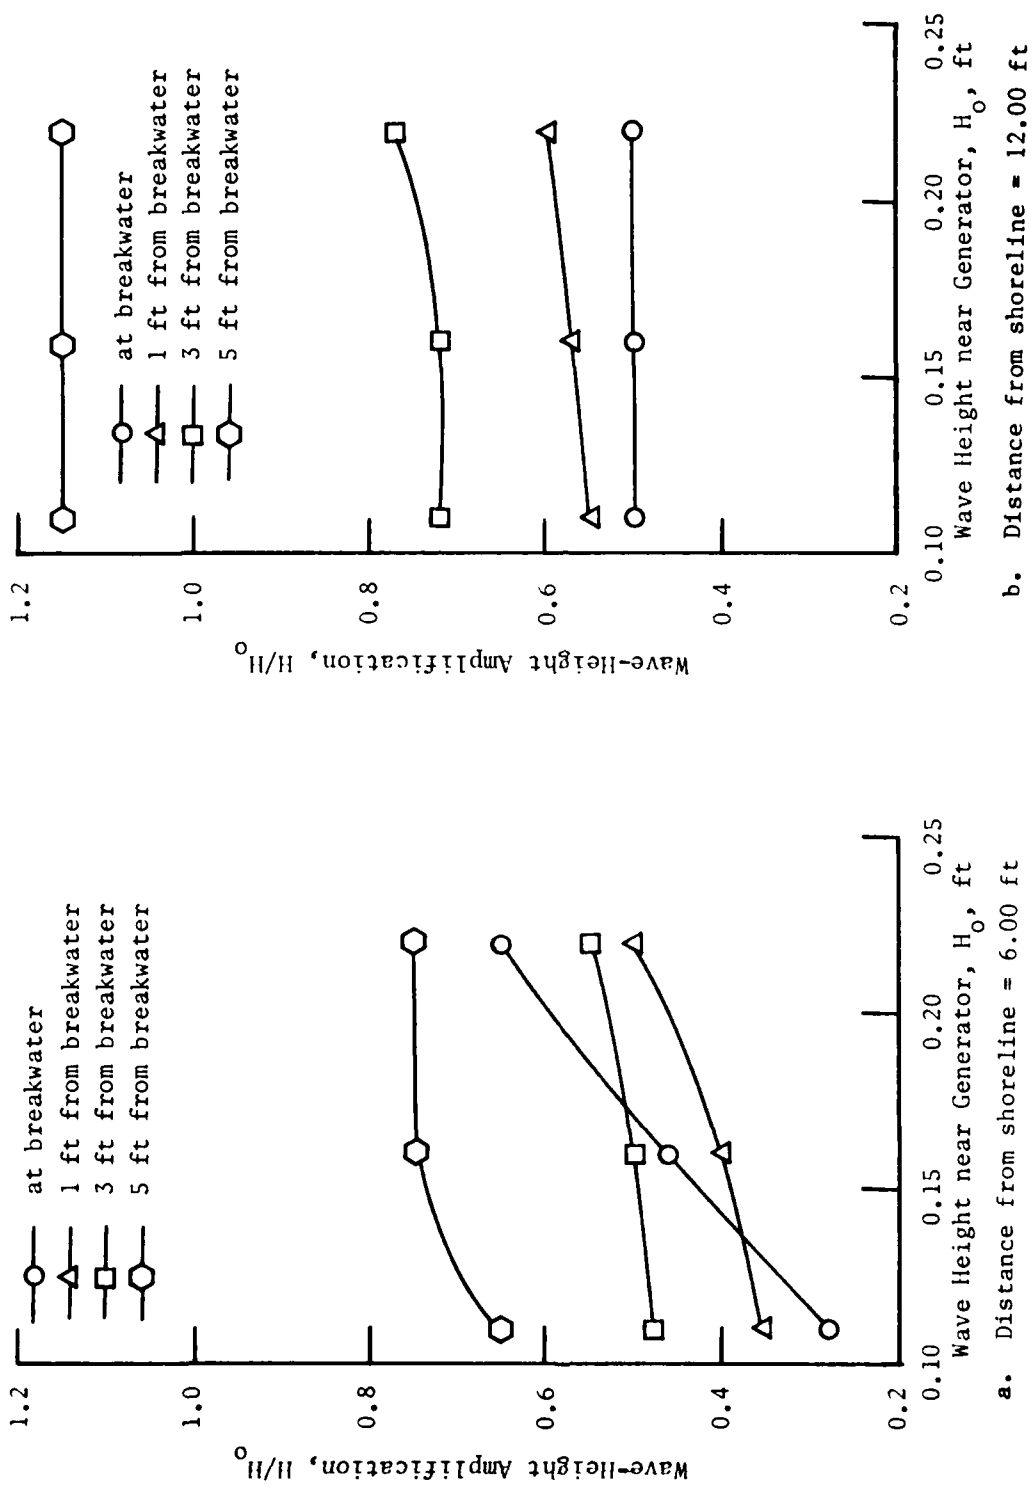 1.2
1.0
0.8
0.6
0.4
0.2
Wave-Height Amplification, H/Ho
at breakwater
1 ft from breakwater
3 ft from breakwater
5 ft from breakwater
0.10
0.15
0.20
0.25
Wave Height near Generator, Ho, ft
a. Distance from shoreline = 6.00 ft
1.2
1.0
0.8
0.6
0.4
0.2
Wave-Height Amplification, H/Ho
at breakwater
1 ft from breakwater
3 ft from breakwater
5 ft from breakwater
0.10
0.15
0.20
0.25
Wave Height near Generator, Ho, ft
b. Distance from shoreline = 12.00 ft